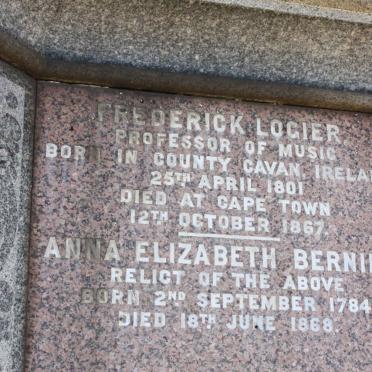 FREDERICK LOGIER
PROFESSOR OF MUSIC
BORN IN COUNTY CAVAN, IRELA
25TH APRIL 1801
DIED AT CAPE TOWN
12TH OCTOBER 1867.
ANNA ELIZABETH BERNI
RELICT OF THE ABOVE
BORN 2ND SEPTEMBER 1784
DIED 18TH JUNE 1868.